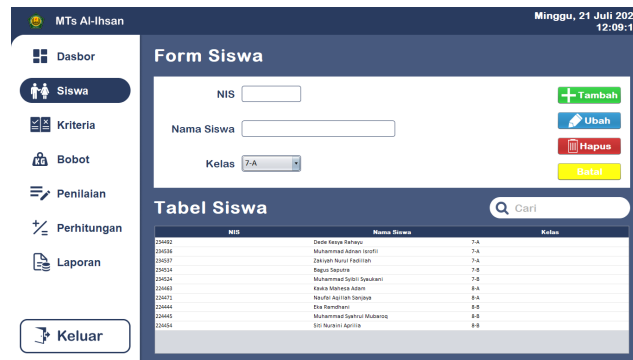 MTs Al-Ihsan
Minggu, 21 Juli 202
12:09:1
Dasbor
Siswa
Kriteria
Bobot
KG
Penilaian
Perhitungan
Laporan
Keluar
Form Siswa
NIS
Nama Siswa
Kelas 7-A
Tambah
Ubah
Hapus
Batal
Tabel Siswa
Cari
NIS Nama Siswa Kelas
234492 Dede Kesya Rahayu 7-A
234536 Muhammad Adnan Isrofil 7-A
234537 Zakiyah Nurul Fadillah 7-A
234514 Bagus Saputra 7-B
234524 Muhammad Syibli Syaukani 7-B
224463 Kavka Mahesa Adam 8-A
224471 Naufal Aqillah Sanjaya 8-A
224444 Eka Ramdhani 8-B
224445 Muhammad Syahrul Mubaroq 8-B
224454 Siti Nuraini Aprilia 8-B